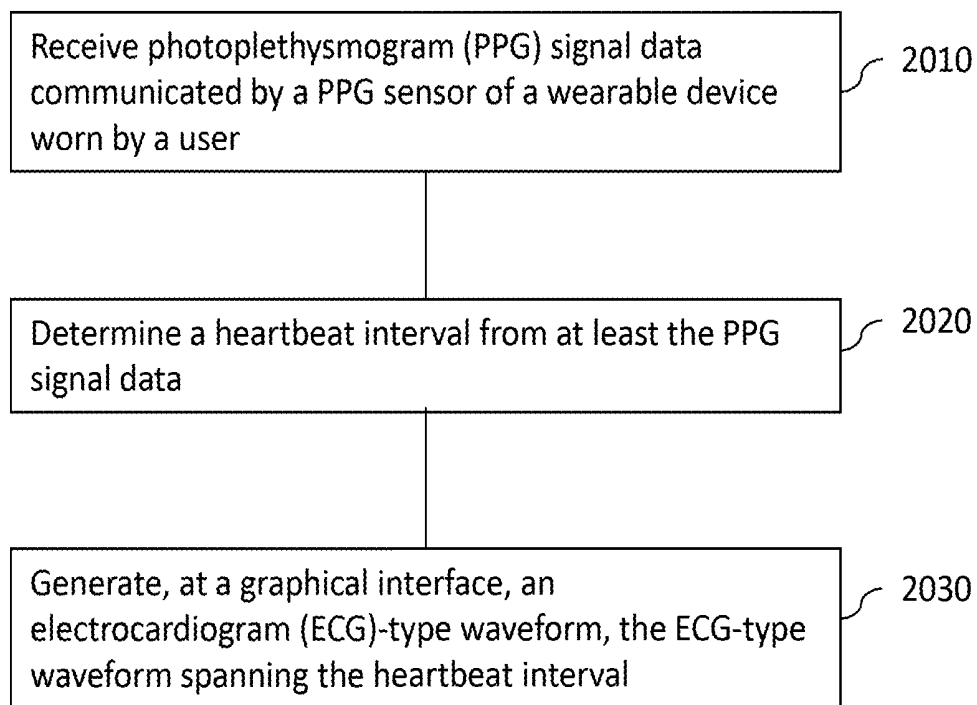 Receive photoplethysmogram (PPG) signal data
communicated by a PPG sensor of a wearable device
worn by a user
2010
Determine a heartbeat interval from at least the PPG
signal data
2020
Generate, at a graphical interface, an
electrocardiogram (ECG)-type waveform, the ECG-type
waveform spanning the heartbeat interval
2030